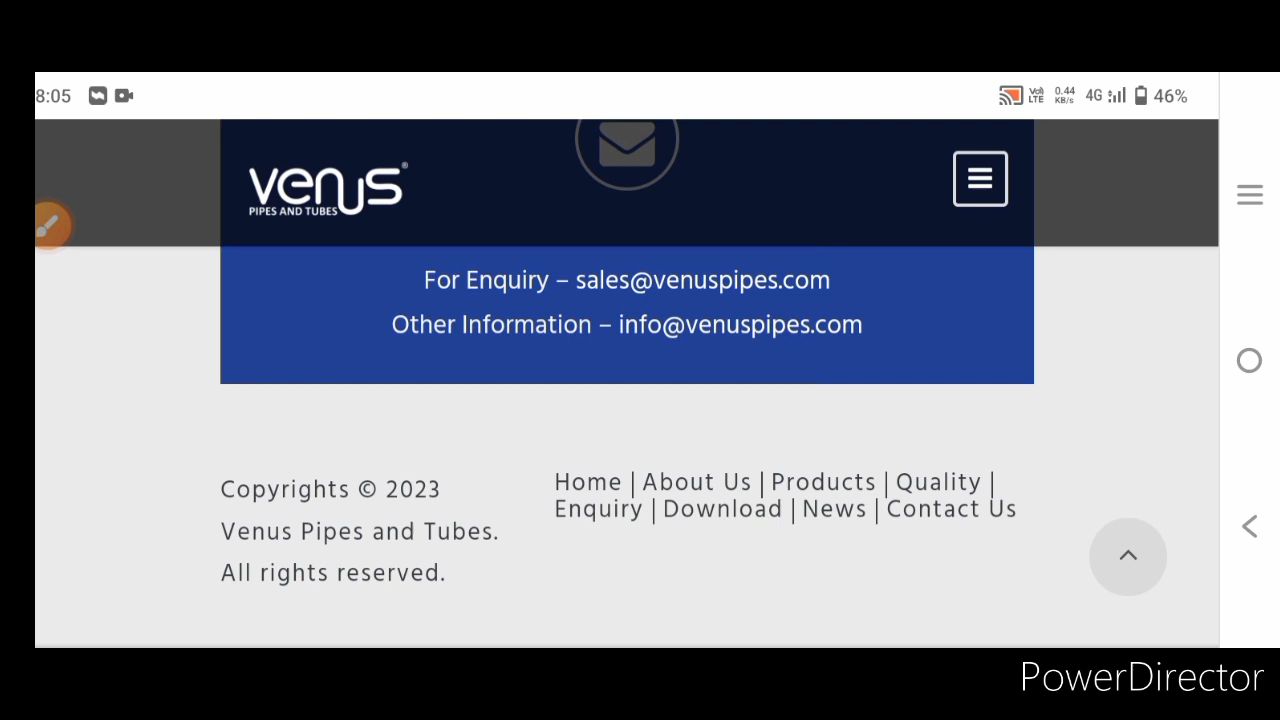 8:05 Vo) LTE 0.44 KB/s 4G 46%
venus®
PIPES AND TUBES
For Enquiry – sales@venuspipes.com
Other Information – info@venuspipes.com
Home | About Us | Products | Quality |
Enquiry | Download | News | Contact Us
Copyrights © 2023
Venus Pipes and Tubes.
All rights reserved.
PowerDirector